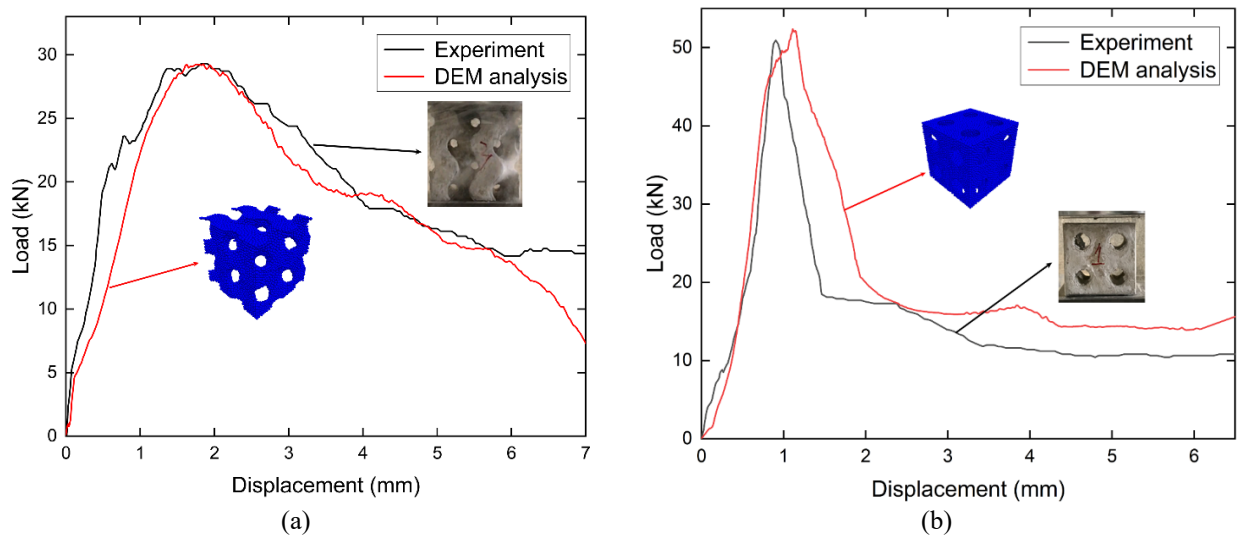 Experiment
DEM analysis
35
30
25
20
15
10
5
0
Load (kN)
0 1 2 3 4 5 6 7
Displacement (mm)
(a)
Experiment
DEM analysis
50
40
30
20
10
0
Load (kN)
0 1 2 3 4 5 6
Displacement (mm)
(b)